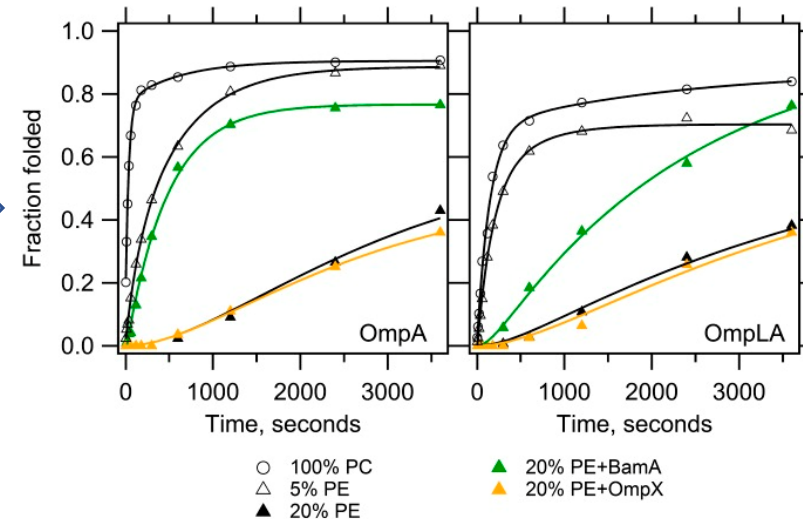 Fraction folded
1.0
0.8
0.6
0.4
0.2
0.0
OmpA
OmpLA
0 1000 2000 3000
0 1000 2000 3000
Time, seconds
Time, seconds
100% PC
5% PE
20% PE
20% PE+BamA
20% PE+OmpX